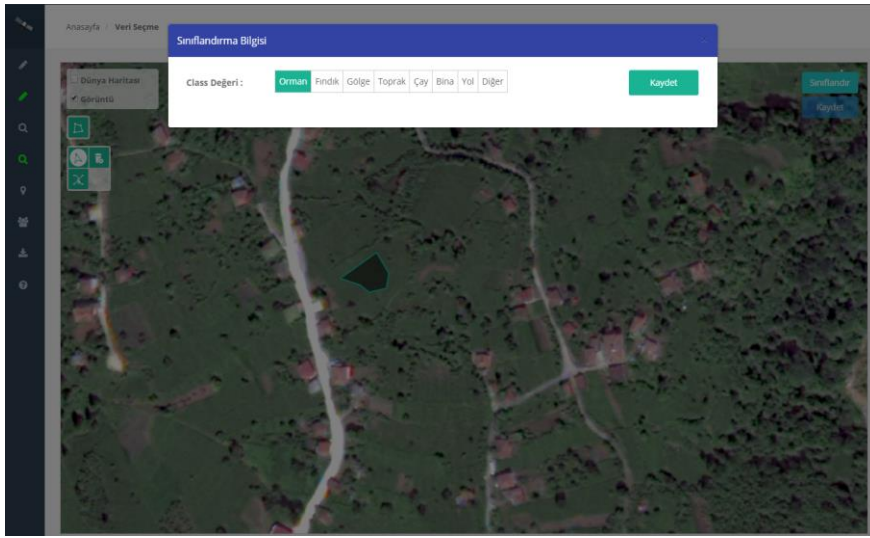 Anasayfa / Veri Seçme
Sınıflandırma Bilgisi
Class Değeri :
Orman Fındık Gölge Toprak Çay Bina Yol Diğer
Kaydet
Dünya Haritası
Görüntü
Sınıflandır
Kaydet